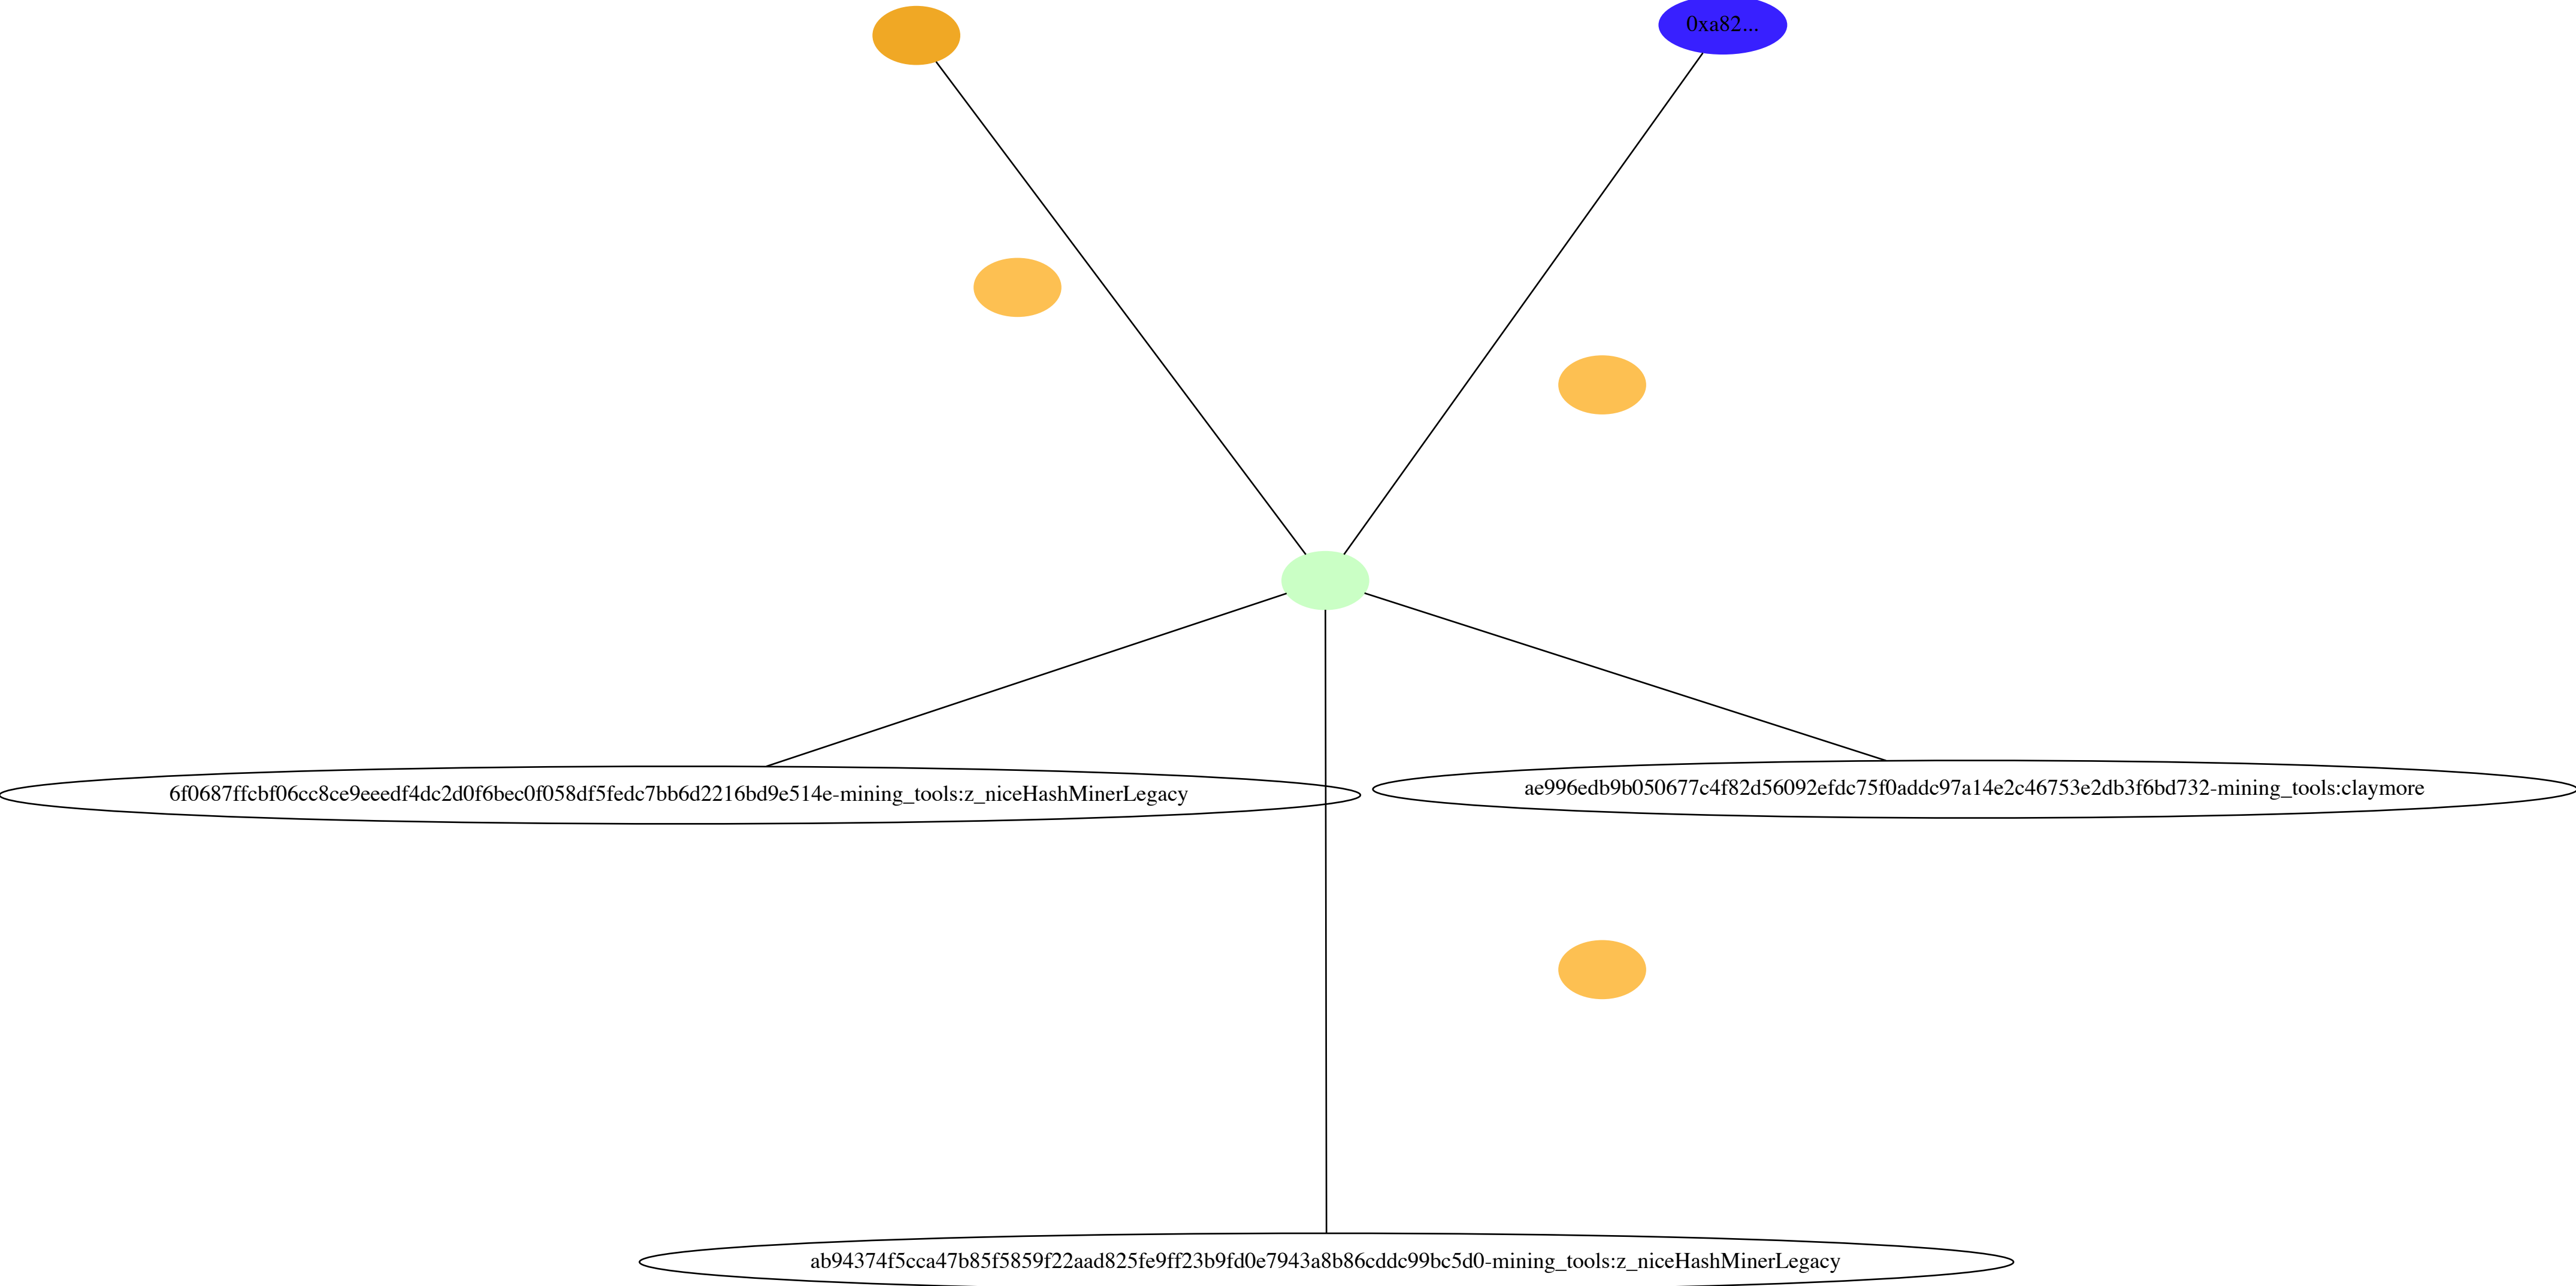 0xa82...
6f0687ffcbf06cc8ce9eeedf4dc2d0f6bec0f058df5fedc7bb6d2216bd9e514e-mining_tools:z_niceHashMinerLegacy
ae996edb9b050677c4f82d56092efdc75f0addc97a14e2c46753e2db3f6bd732-mining_tools:claymore
ab94374f5cca47b85f5859f22aad825fe9ff23b9fd0e7943a8b86cddc99bc5d0-mining_tools:z_niceHashMinerLegacy